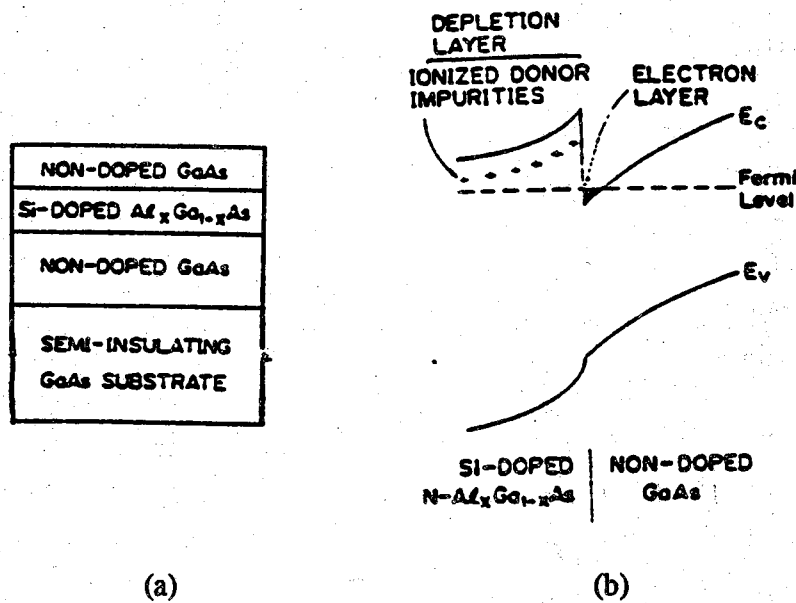 NON-DOPED GaAs
Si-DOPED AlxGa1-xAs
NON-DOPED GaAs
SEMI-INSULATING
GaAs SUBSTRATE
(a)
DEPLETION
LAYER
IONIZED DONOR
IMPURITIES
ELECTRON
LAYER
Ec
Fermi
Level
Ev
Si-DOPED
N-AlxGa1-xAs
NON-DOPED
GaAs
(b)